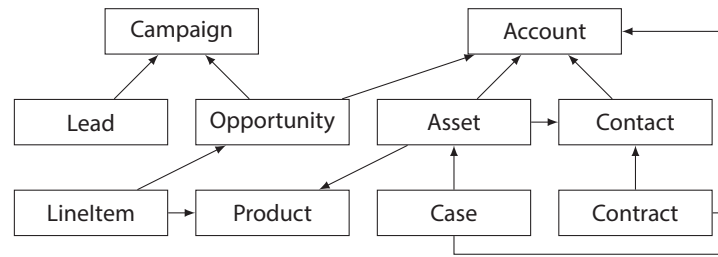 Campaign
Account
Lead
Opportunity
Asset
Contact
LineItem
Product
Case
Contract